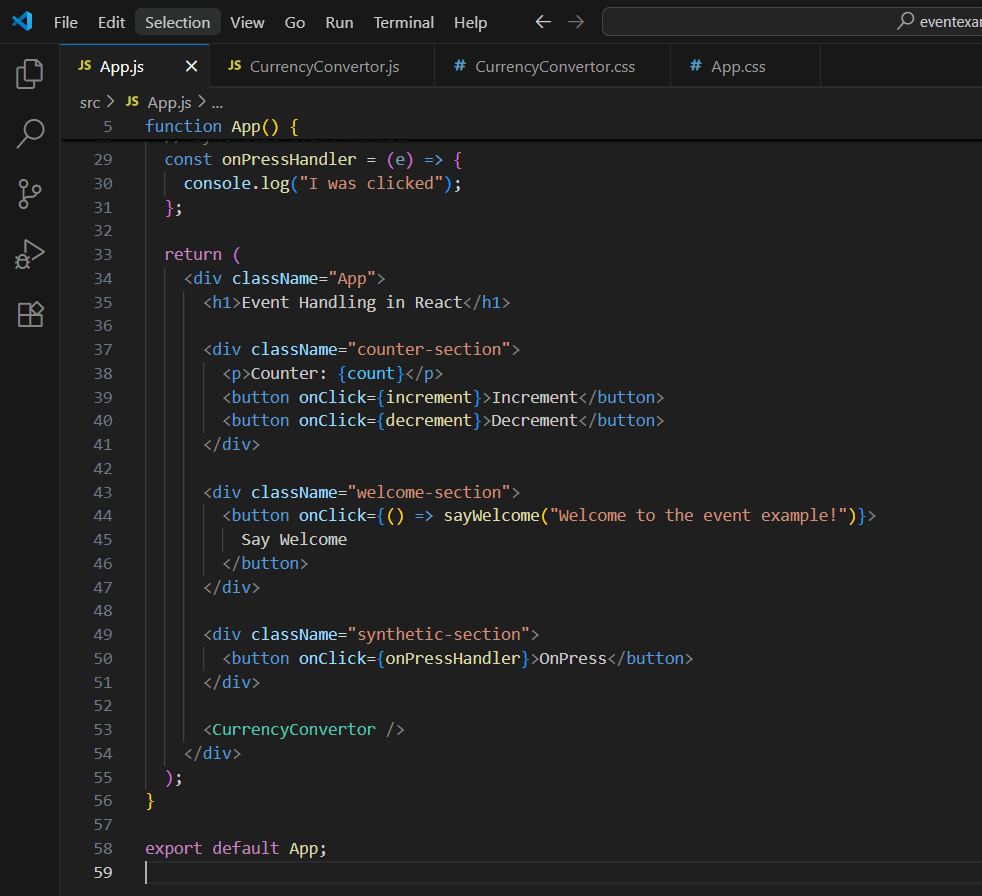 File Edit Selection View Go Run Terminal Help eventexar
JS App.js JS CurrencyConvertor.js # CurrencyConvertor.css # App.css
src > JS App.js > ...
5 function App() {
29 const onPressHandler = (e) => {
30 console.log("I was clicked");
31 };
32
33 return (
34 <div className="App">
35 <h1>Event Handling in React</h1>
36
37 <div className="counter-section">
38 <p>Counter: {count}</p>
39 <button onClick={increment}>Increment</button>
40 <button onClick={decrement}>Decrement</button>
41 </div>
42
43 <div className="welcome-section">
44 <button onClick={() => sayWelcome("Welcome to the event example!")}>
45 Say Welcome
46 </button>
47 </div>
48
49 <div className="synthetic-section">
50 <button onClick={onPressHandler}>OnPress</button>
51 </div>
52
53 <CurrencyConvertor />
54 </div>
55 );
56 }
57
58 export default App;
59